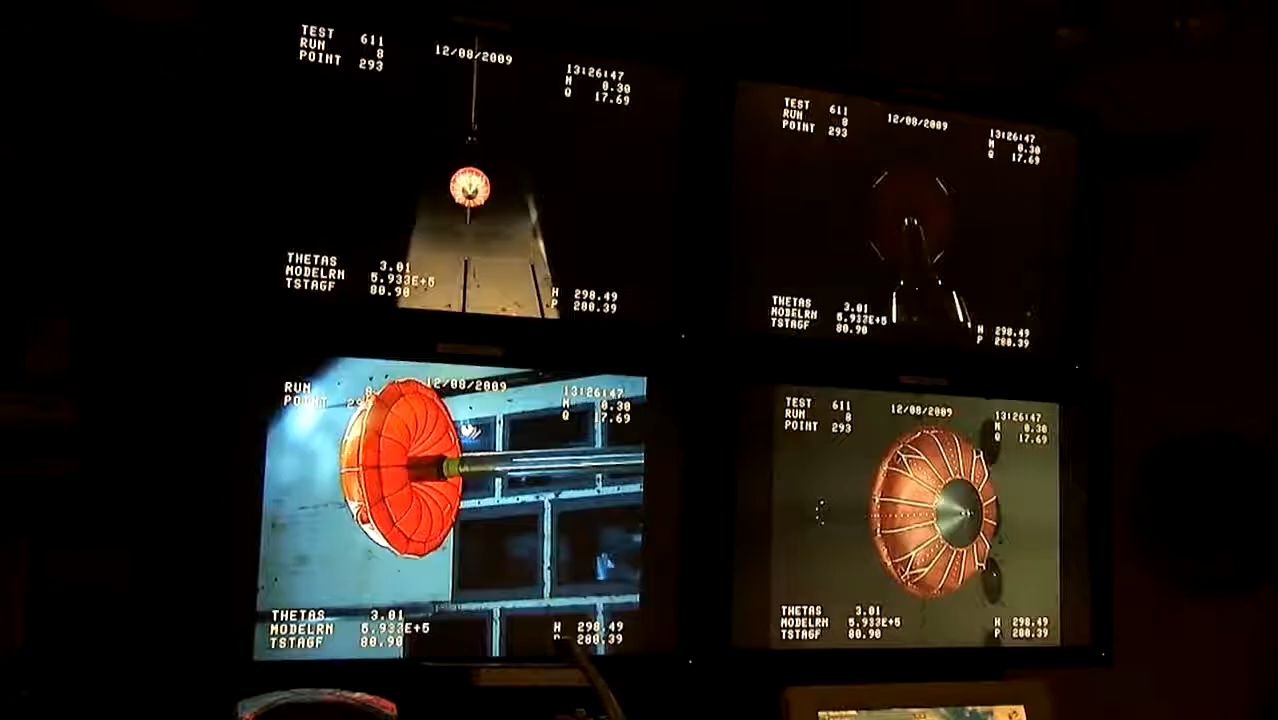 TEST 611
RUN 8
POINT 293
12/08/2009
13:26:47
M 0.30
Q 17.69
THETAS 3.01
MODELRN 5.933E+5
TSTAGF 80.90
H 298.49
P 280.39
TEST 611
RUN 8
POINT 293
12/08/2009
13:26:47
M 0.30
Q 17.69
THETAS 3.01
MODELRN 5.933E+5
TSTAGF 80.90
H 298.49
P 280.39
RUN 8
POINT
12/08/2009
13:26:47
M 0.30
Q 17.69
THETAS 3.01
MODELRN 5.933E+5
TSTAGF 80.90
H 298.49
P 280.39
TEST 611
RUN 8
POINT 293
12/08/2009
13:26:47
M 0.30
Q 17.69
THETAS 3.01
MODELRN 5.933E+5
TSTAGF 80.90
H 298.49
P 280.39